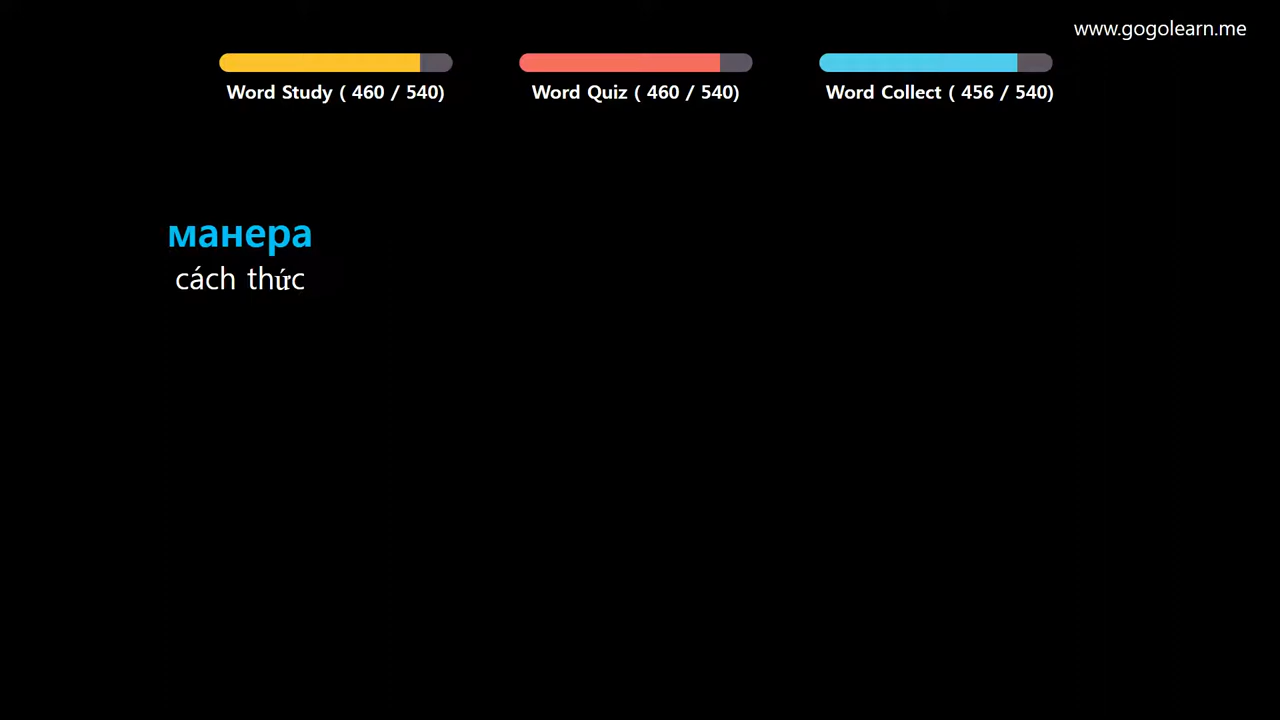 www.gogolearn.me
Word Study ( 460 / 540)
Word Quiz ( 460 / 540)
Word Collect ( 456 / 540)
манера
cách thức